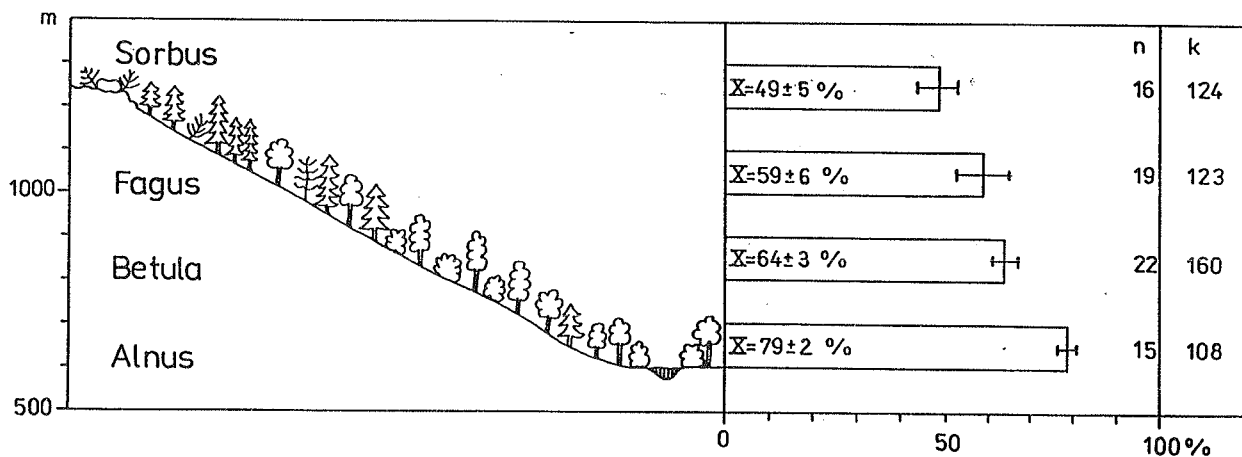 m n k
Sorbus X̄=49±5 % 16 124
1000 Fagus X̄=59±6 % 19 123
Betula X̄=64±3 % 22 160
Alnus X̄=79±2 % 15 108
500
0 50 100%